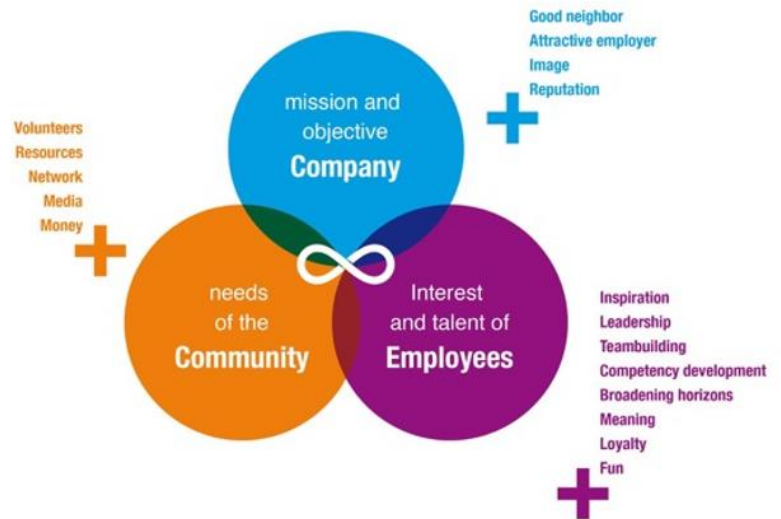 Good neighbor
Attractive employer
Image
Reputation
mission and
objective
Company
Volunteers
Resources
Network
Media
Money
needs
of the
Community
Interest
and talent of
Employees
Inspiration
Leadership
Teambuilding
Competency development
Broadening horizons
Meaning
Loyalty
Fun